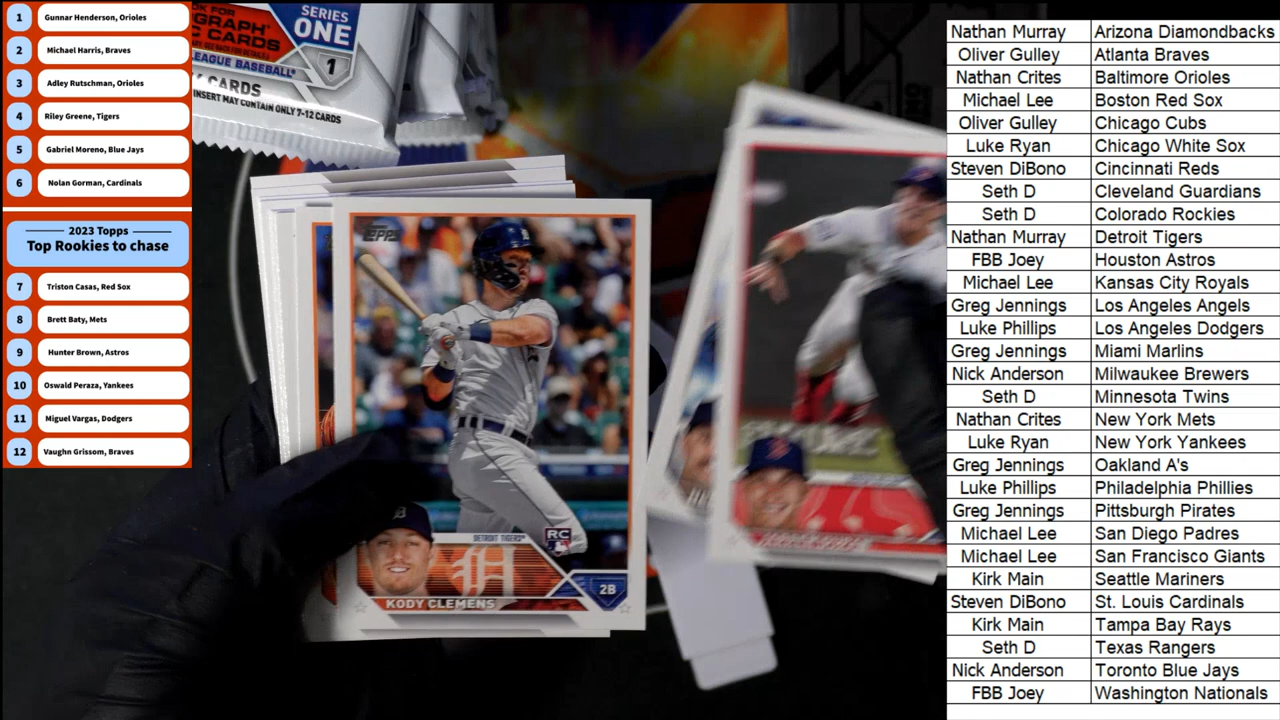 1 Gunnar Henderson, Orioles
2 Michael Harris, Braves
3 Adley Rutschman, Orioles
4 Riley Greene, Tigers
5 Gabriel Moreno, Blue Jays
6 Nolan Gorman, Cardinals
2023 Topps
Top Rookies to chase
7 Triston Casas, Red Sox
8 Brett Baty, Mets
9 Hunter Brown, Astros
10 Oswald Peraza, Yankees
11 Miguel Vargas, Dodgers
12 Vaughn Grissom, Braves
SERIES
ONE
1
CARDS
LEAGUE BASEBALL
CARDS
INSERT MAY CONTAIN ONLY 7-12 CARDS
DETROIT TIGERS
RC
D
2B
KODY CLEMENS
Nathan Murray Arizona Diamondbacks
Oliver Gulley Atlanta Braves
Nathan Crites Baltimore Orioles
Michael Lee Boston Red Sox
Oliver Gulley Chicago Cubs
Luke Ryan Chicago White Sox
Steven DiBono Cincinnati Reds
Seth D Cleveland Guardians
Seth D Colorado Rockies
Nathan Murray Detroit Tigers
FBB Joey Houston Astros
Michael Lee Kansas City Royals
Greg Jennings Los Angeles Angels
Luke Phillips Los Angeles Dodgers
Greg Jennings Miami Marlins
Nick Anderson Milwaukee Brewers
Seth D Minnesota Twins
Nathan Crites New York Mets
Luke Ryan New York Yankees
Greg Jennings Oakland A's
Luke Phillips Philadelphia Phillies
Greg Jennings Pittsburgh Pirates
Michael Lee San Diego Padres
Michael Lee San Francisco Giants
Kirk Main Seattle Mariners
Steven DiBono St. Louis Cardinals
Kirk Main Tampa Bay Rays
Seth D Texas Rangers
Nick Anderson Toronto Blue Jays
FBB Joey Washington Nationals